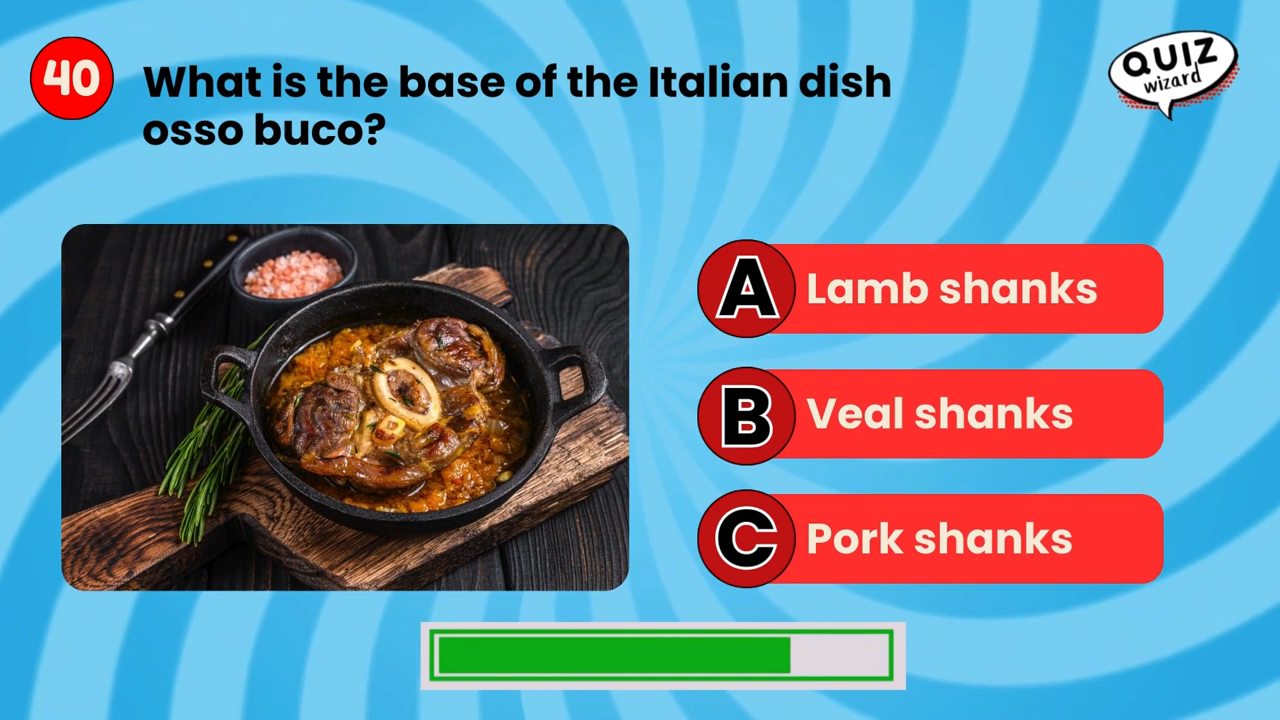 40
What is the base of the Italian dish
osso buco?
QUIZ
wizard
A Lamb shanks
B Veal shanks
C Pork shanks